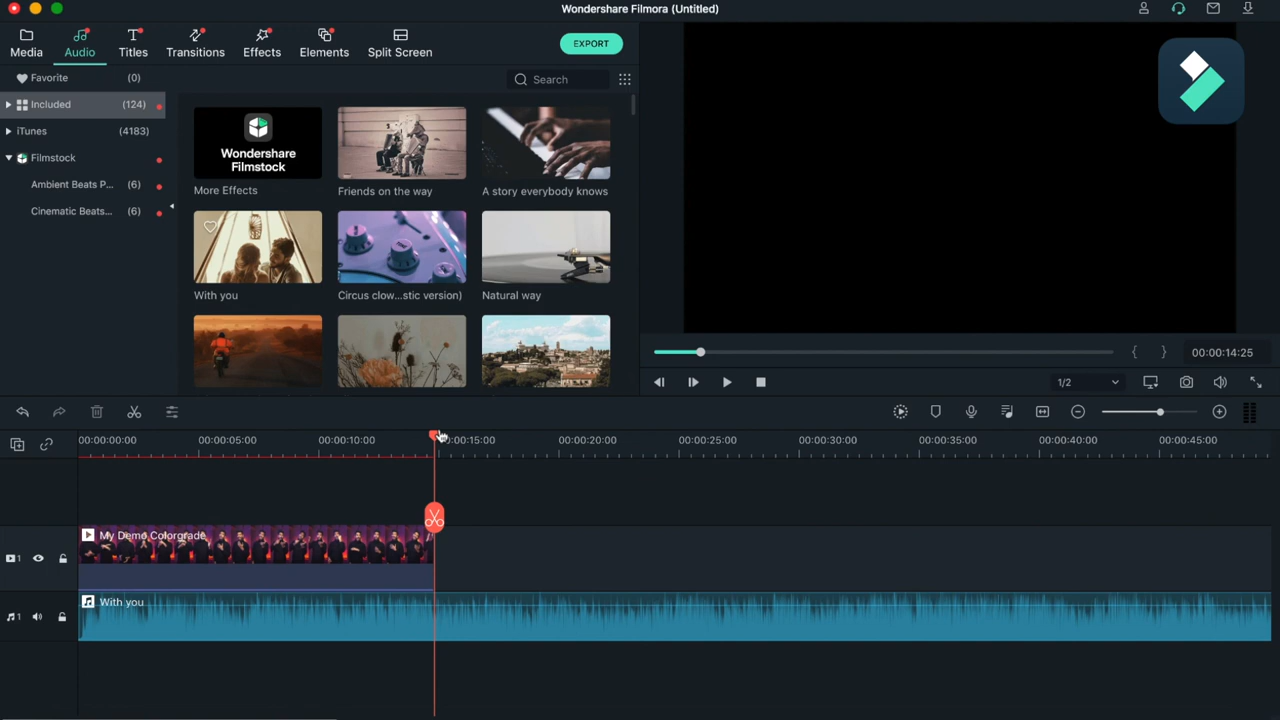 Wondershare Filmora (Untitled)
Media
Audio
Titles
Transitions
Effects
Elements
Split Screen
EXPORT
Favorite (0)
Search
Included (124)
iTunes (4183)
Filmstock
Ambient Beats P... (6)
Cinematic Beats... (6)
Wondershare
Filmstock
More Effects
Friends on the way
A story everybody knows
With you
Circus clow...stic version)
Natural way
{ }
00:00:14:25
1/2
00:00:00:00
00:00:05:00
00:00:10:00
00:00:15:00
00:00:20:00
00:00:25:00
00:00:30:00
00:00:35:00
00:00:40:00
00:00:45:00
My Demo Colorgrade
1
With you
1